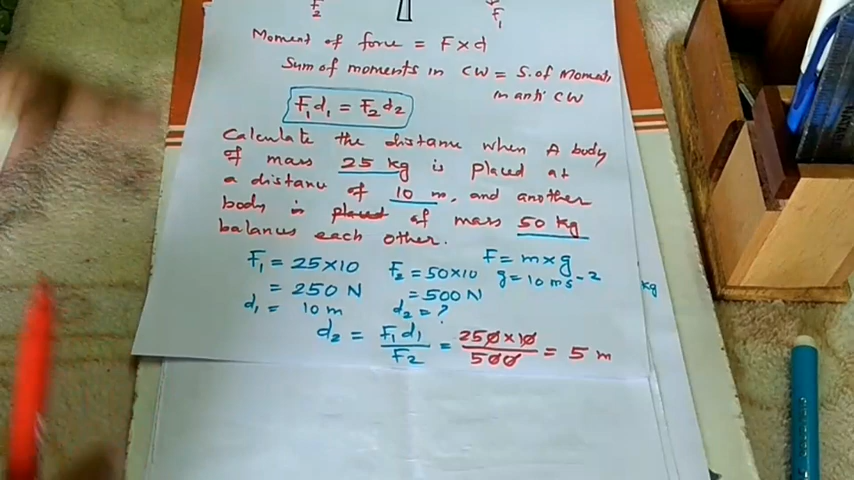 F2
F1
Moment of force = F×d
Sum of moments in CW = S. of Moments
in anti CW
F1d1 = F2d2
Calculate the distance when A body
of mass 25 kg is placed at
a distance of 10 m, and another
body is placed of mass 50 kg
balances each other.
F1 = 25×10 F2 = 50×10 F = m×g
= 250 N = 500 N g = 10 ms-2
d1 = 10 m d2 = ? kg
d2 = F1d1/F2 = 250×10/500 = 5 m